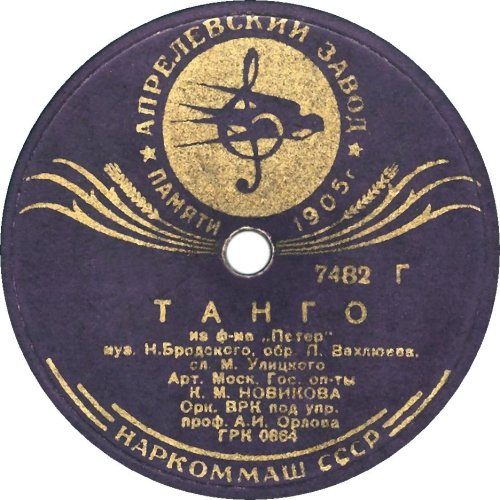 ★ АПРЕЛЕВСКИЙ ЗАВОД ★
ПАМЯТИ 1905 г
7482 Г
ТАНГО
из ф-ма „Петер"
муз. Н.Бродского, обр. Л. Вахлюева,
сл. М. Улицкого
Арт. Моск. Гос. оп-ты
К. М. НОВИКОВА
Орк. ВРК под упр.
проф. А.И. Орлова
ГРК 0664
НАРКОММАШ СССР